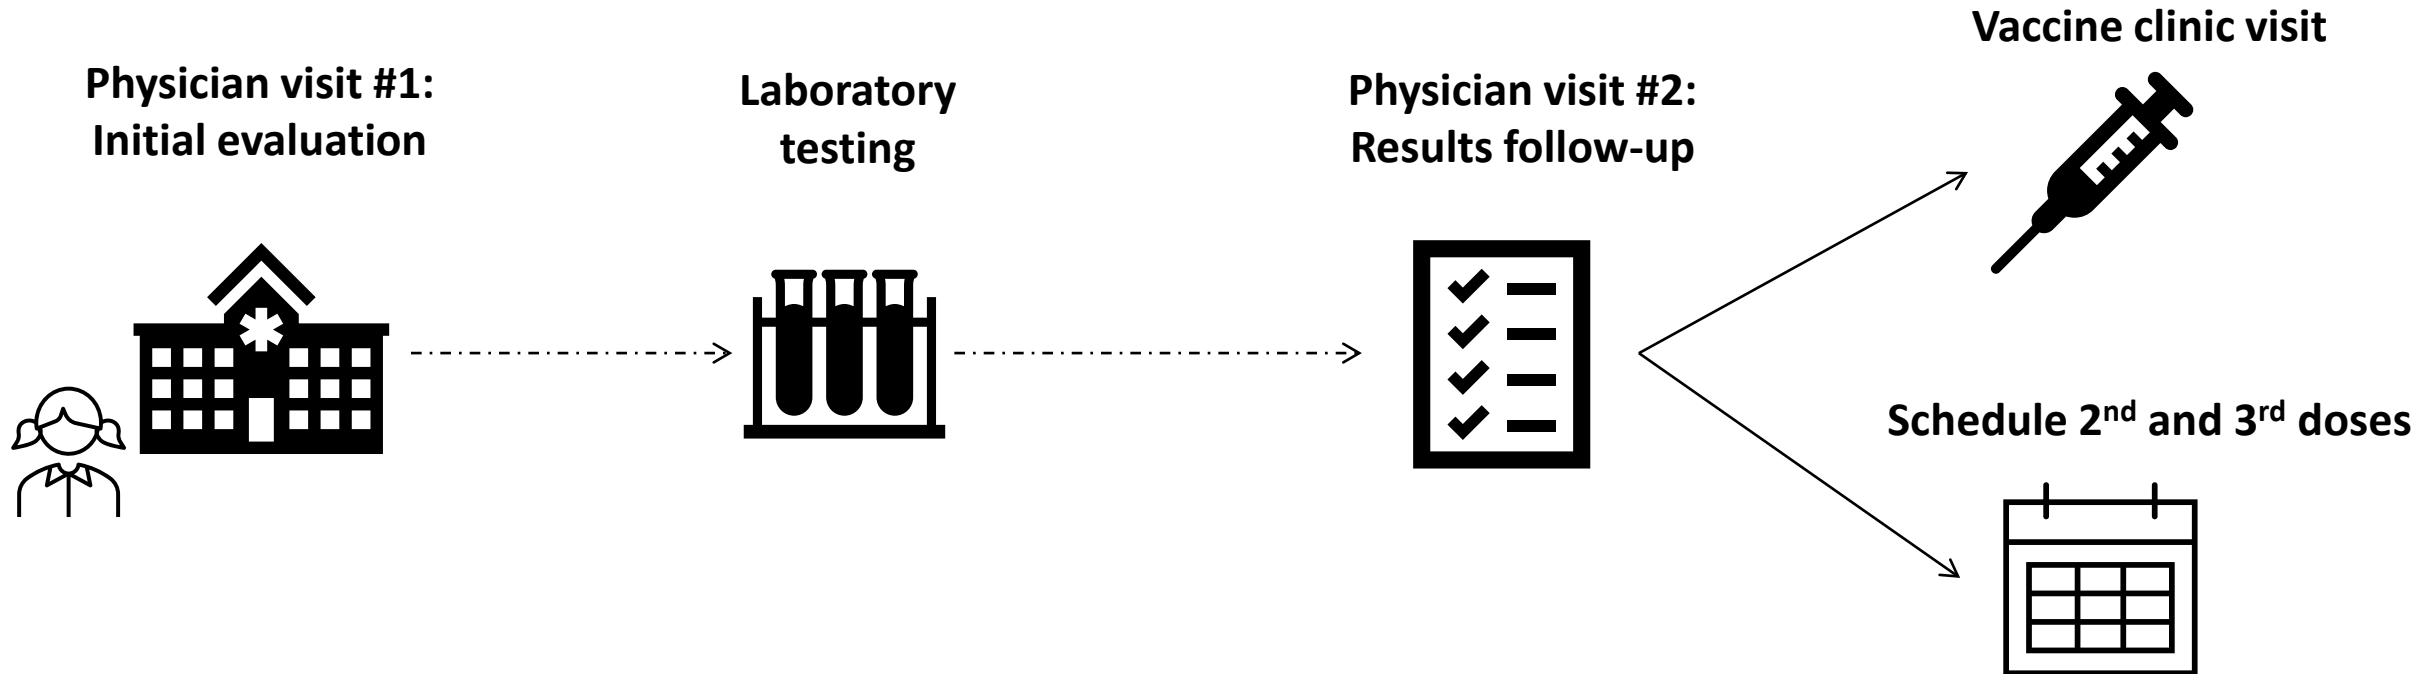 Physician visit #1:
Initial evaluation
Laboratory
testing
Physician visit #2:
Results follow-up
Vaccine clinic visit
Schedule 2nd and 3rd doses